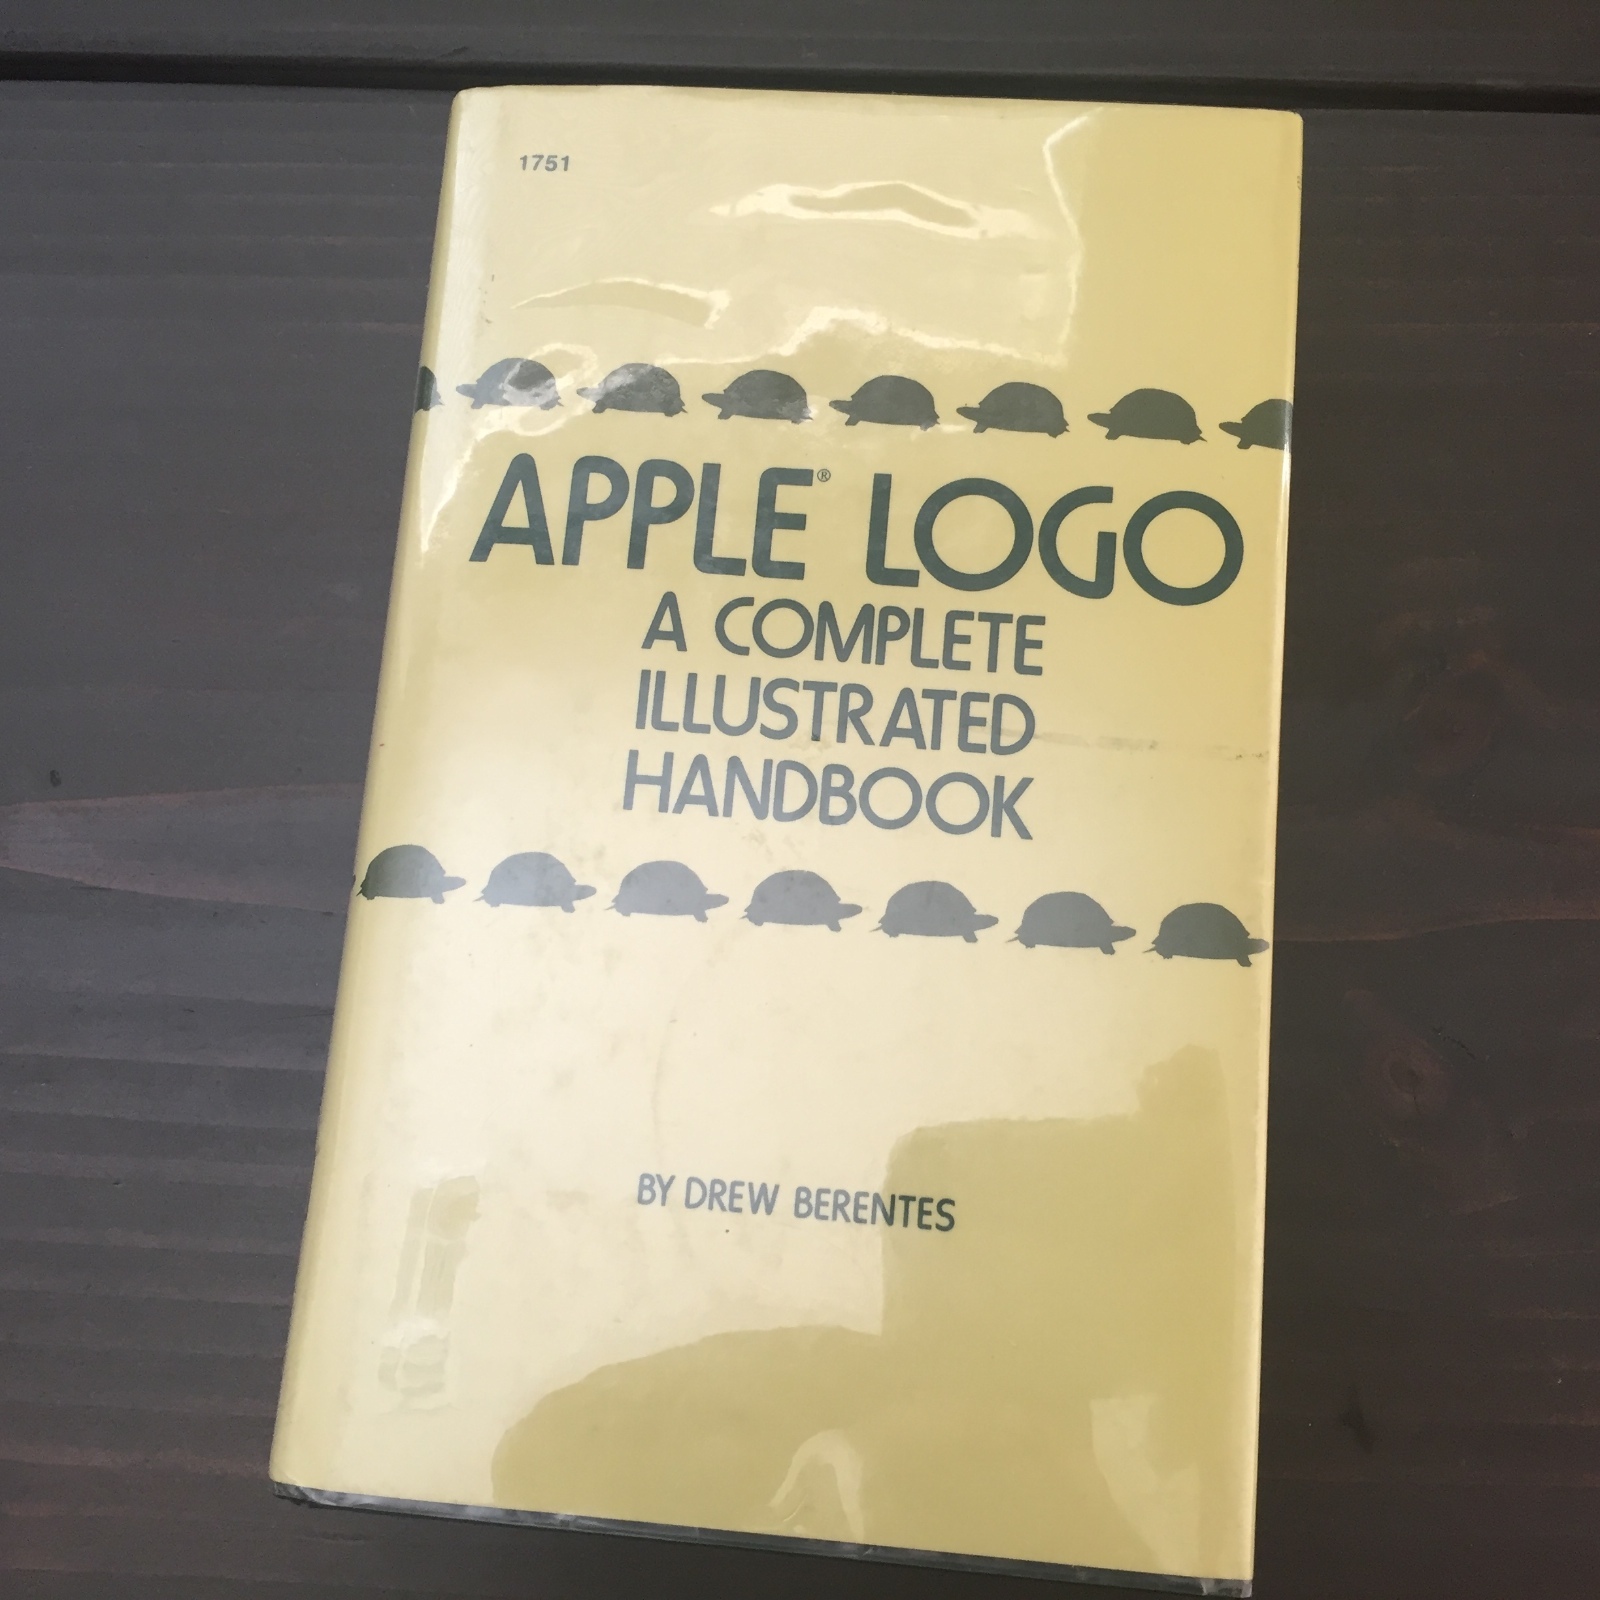 1751
APPLE® LOGO
A COMPLETE
ILLUSTRATED
HANDBOOK
BY DREW BERENTES